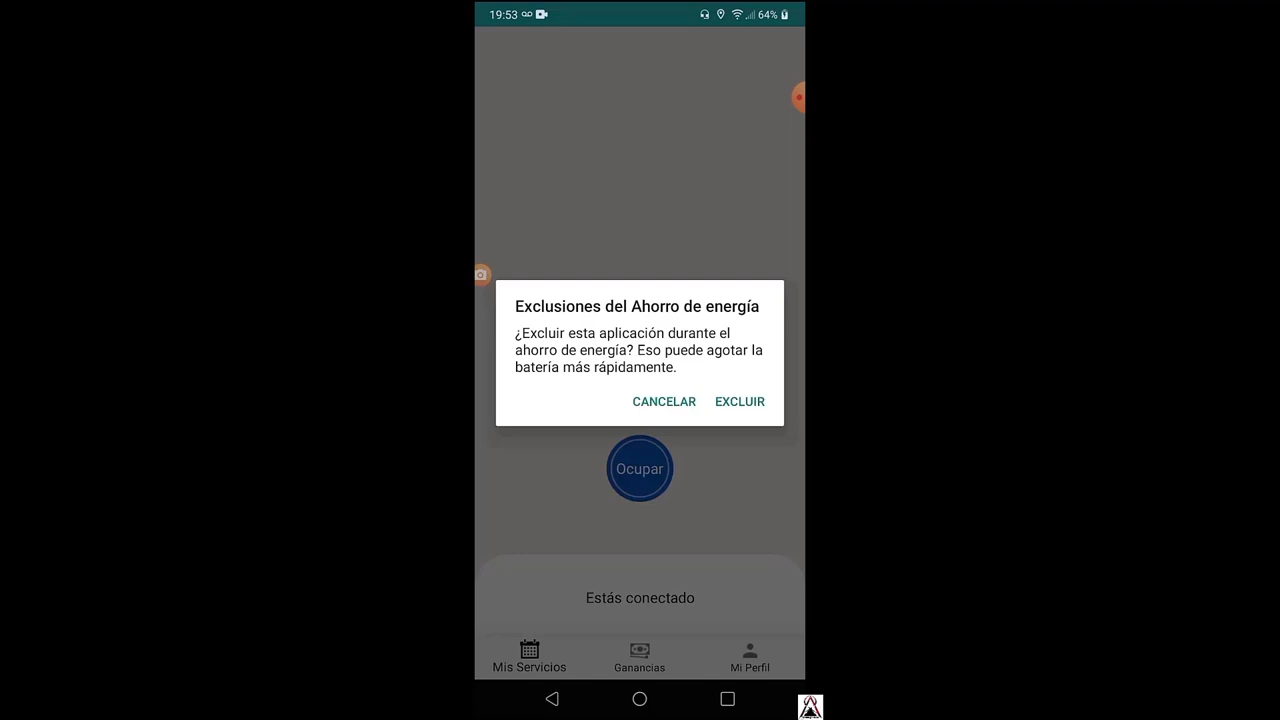 19:53
64%
Exclusiones del Ahorro de energía
¿Excluir esta aplicación durante el
ahorro de energía? Eso puede agotar la
batería más rápidamente.
CANCELAR EXCLUIR
Ocupar
Estás conectado
Mis Servicios Ganancias Mi Perfil